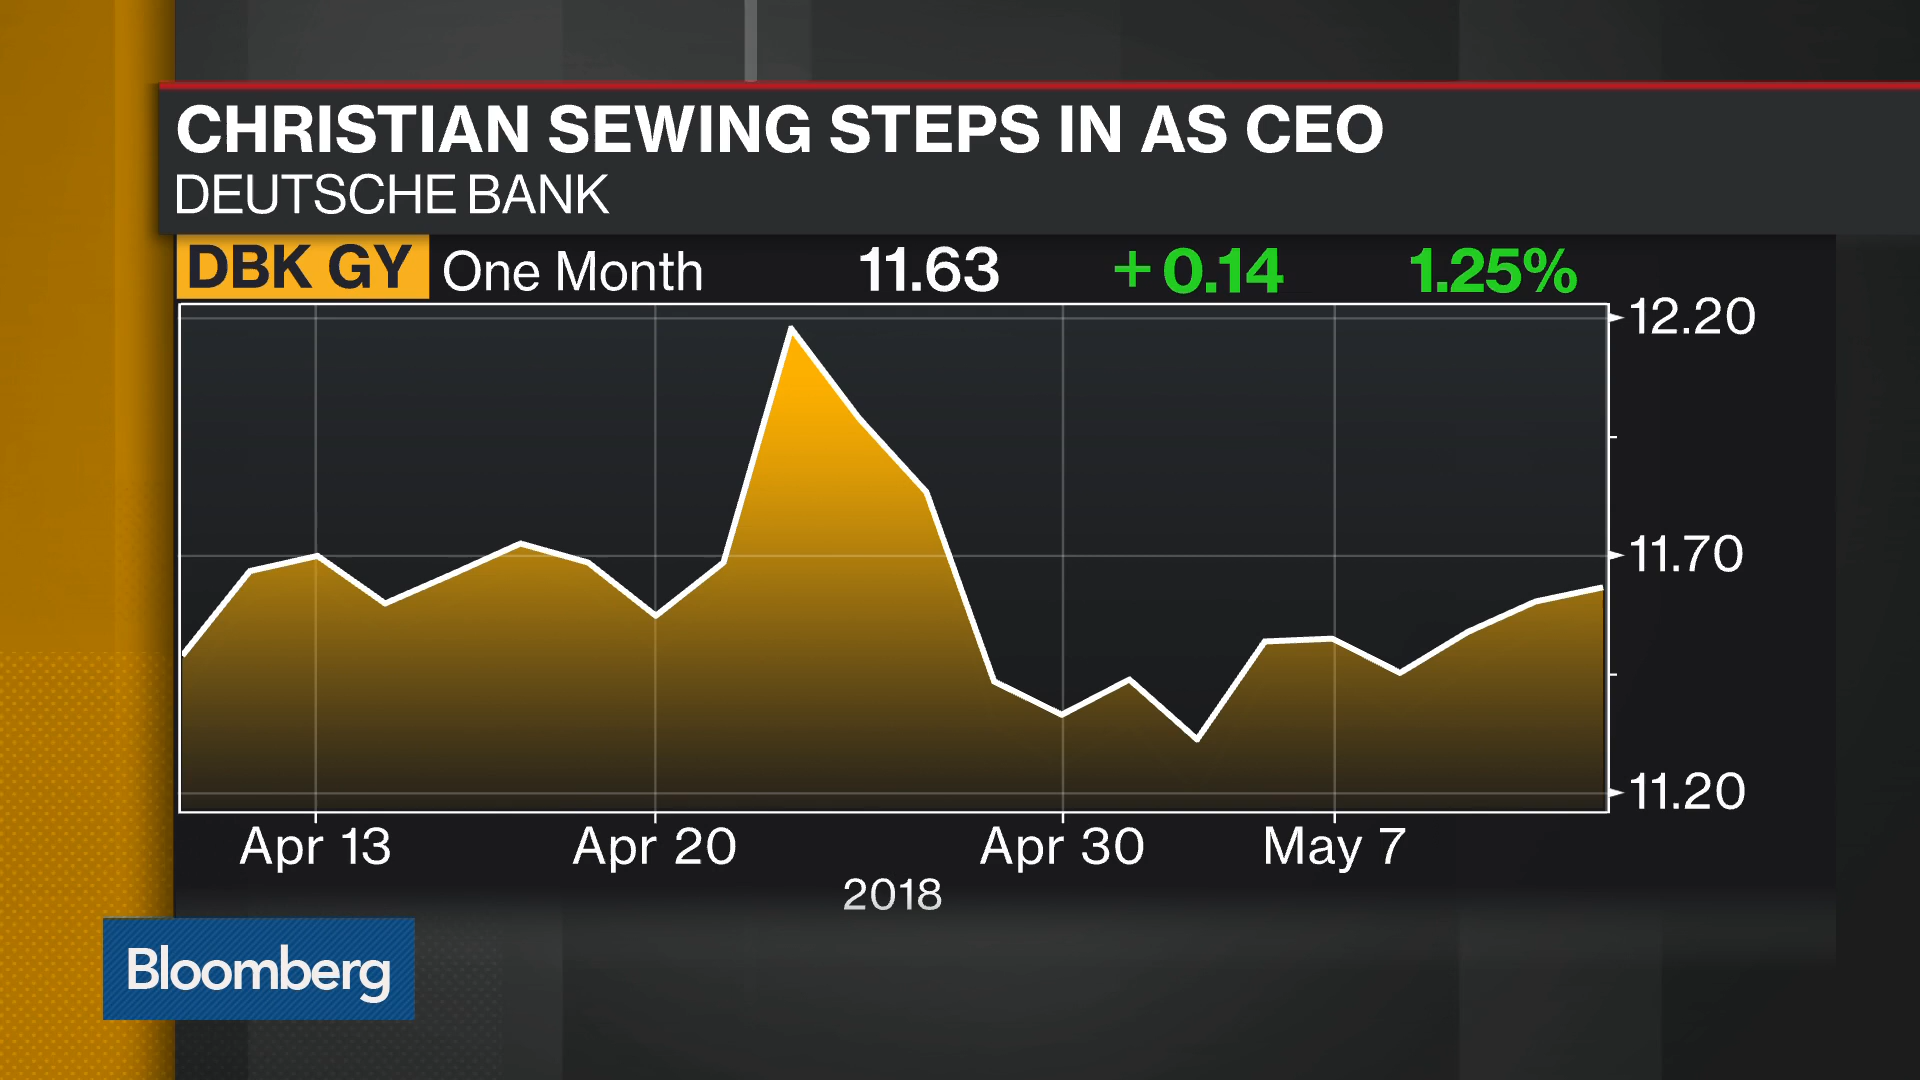 CHRISTIAN SEWING STEPS IN AS CEO
DEUTSCHE BANK
DBK GY One Month 11.63 +0.14 1.25%
12.20
11.70
11.20
Apr 13 Apr 20 Apr 30 May 7
2018
Bloomberg